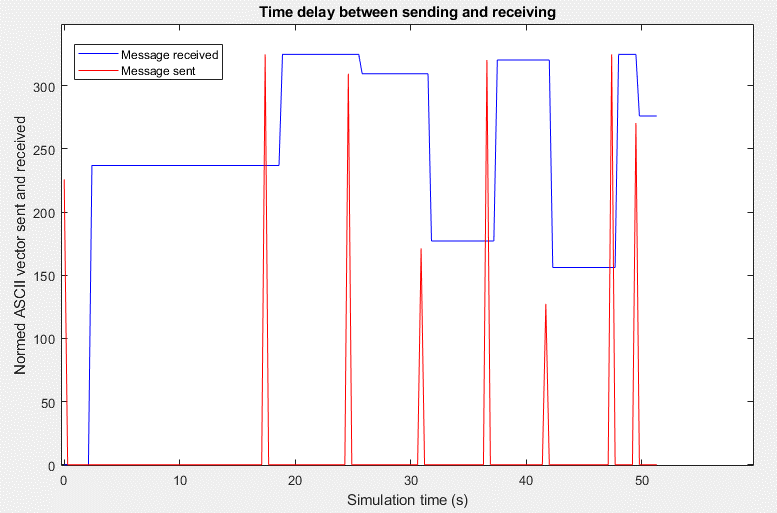 Time delay between sending and receiving
Message received
Message sent
Normed ASCII vector sent and received
300
250
200
150
100
50
0
0 10 20 30 40 50
Simulation time (s)